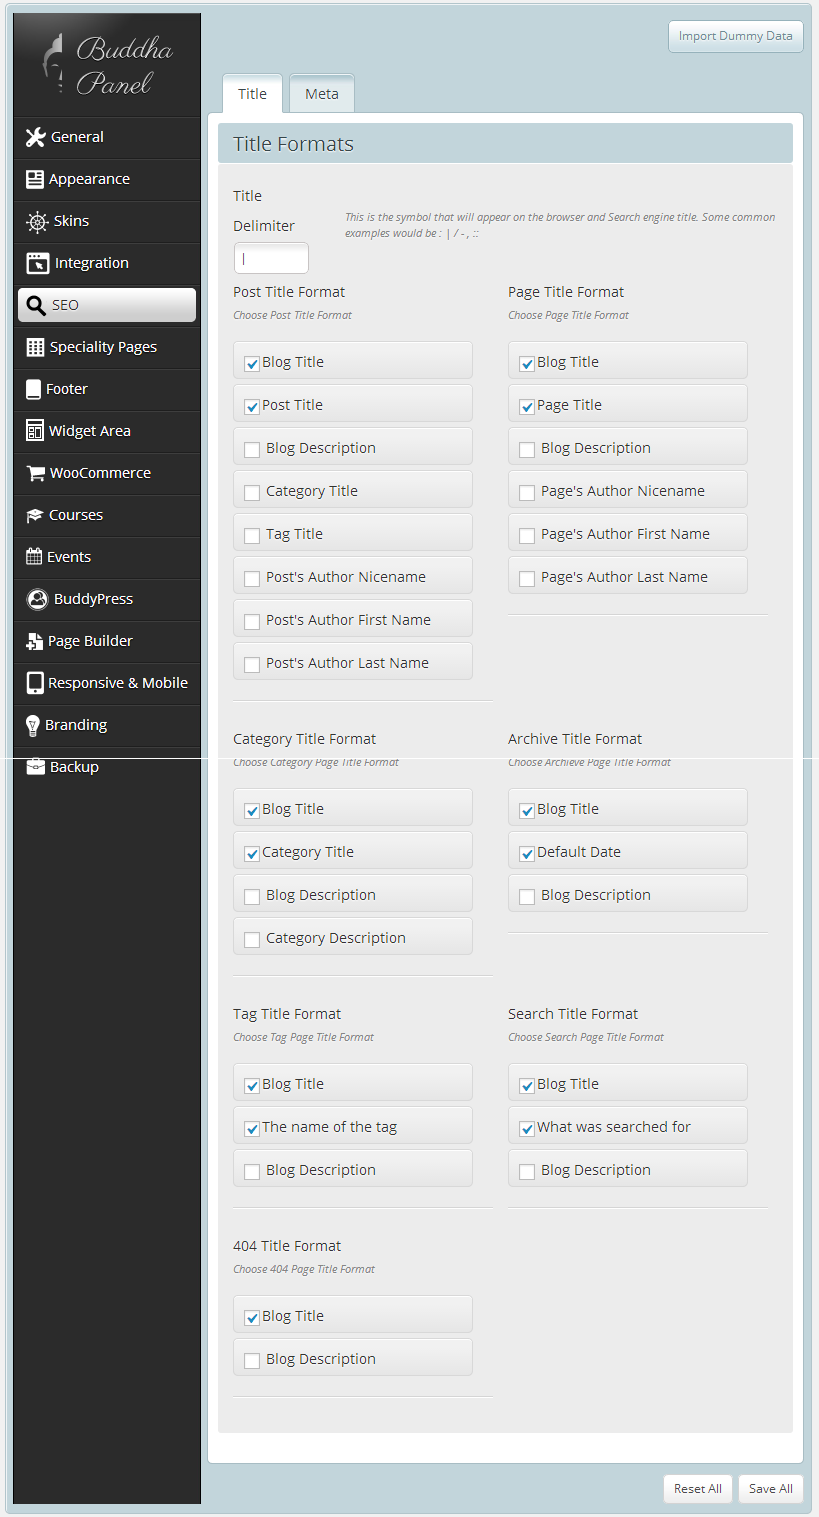 Buddha
Panel
General
Appearance
Skins
Integration
SEO
Speciality Pages
Footer
Widget Area
WooCommerce
Courses
Events
BuddyPress
Page Builder
Responsive & Mobile
Branding
Backup
Import Dummy Data
Title Meta
Title Formats
Title
Delimiter
This is the symbol that will appear on the browser and Search engine title. Some common
examples would be : | / - , ::
|
Post Title Format
Choose Post Title Format
Blog Title
Post Title
Blog Description
Category Title
Tag Title
Post's Author Nicename
Post's Author First Name
Post's Author Last Name
Page Title Format
Choose Page Title Format
Blog Title
Page Title
Blog Description
Page's Author Nicename
Page's Author First Name
Page's Author Last Name
Category Title Format
Choose Category Page Title Format
Blog Title
Category Title
Blog Description
Category Description
Archive Title Format
Choose Archieve Page Title Format
Blog Title
Default Date
Blog Description
Tag Title Format
Choose Tag Page Title Format
Blog Title
The name of the tag
Blog Description
Search Title Format
Choose Search Page Title Format
Blog Title
What was searched for
Blog Description
404 Title Format
Choose 404 Page Title Format
Blog Title
Blog Description
Reset All Save All